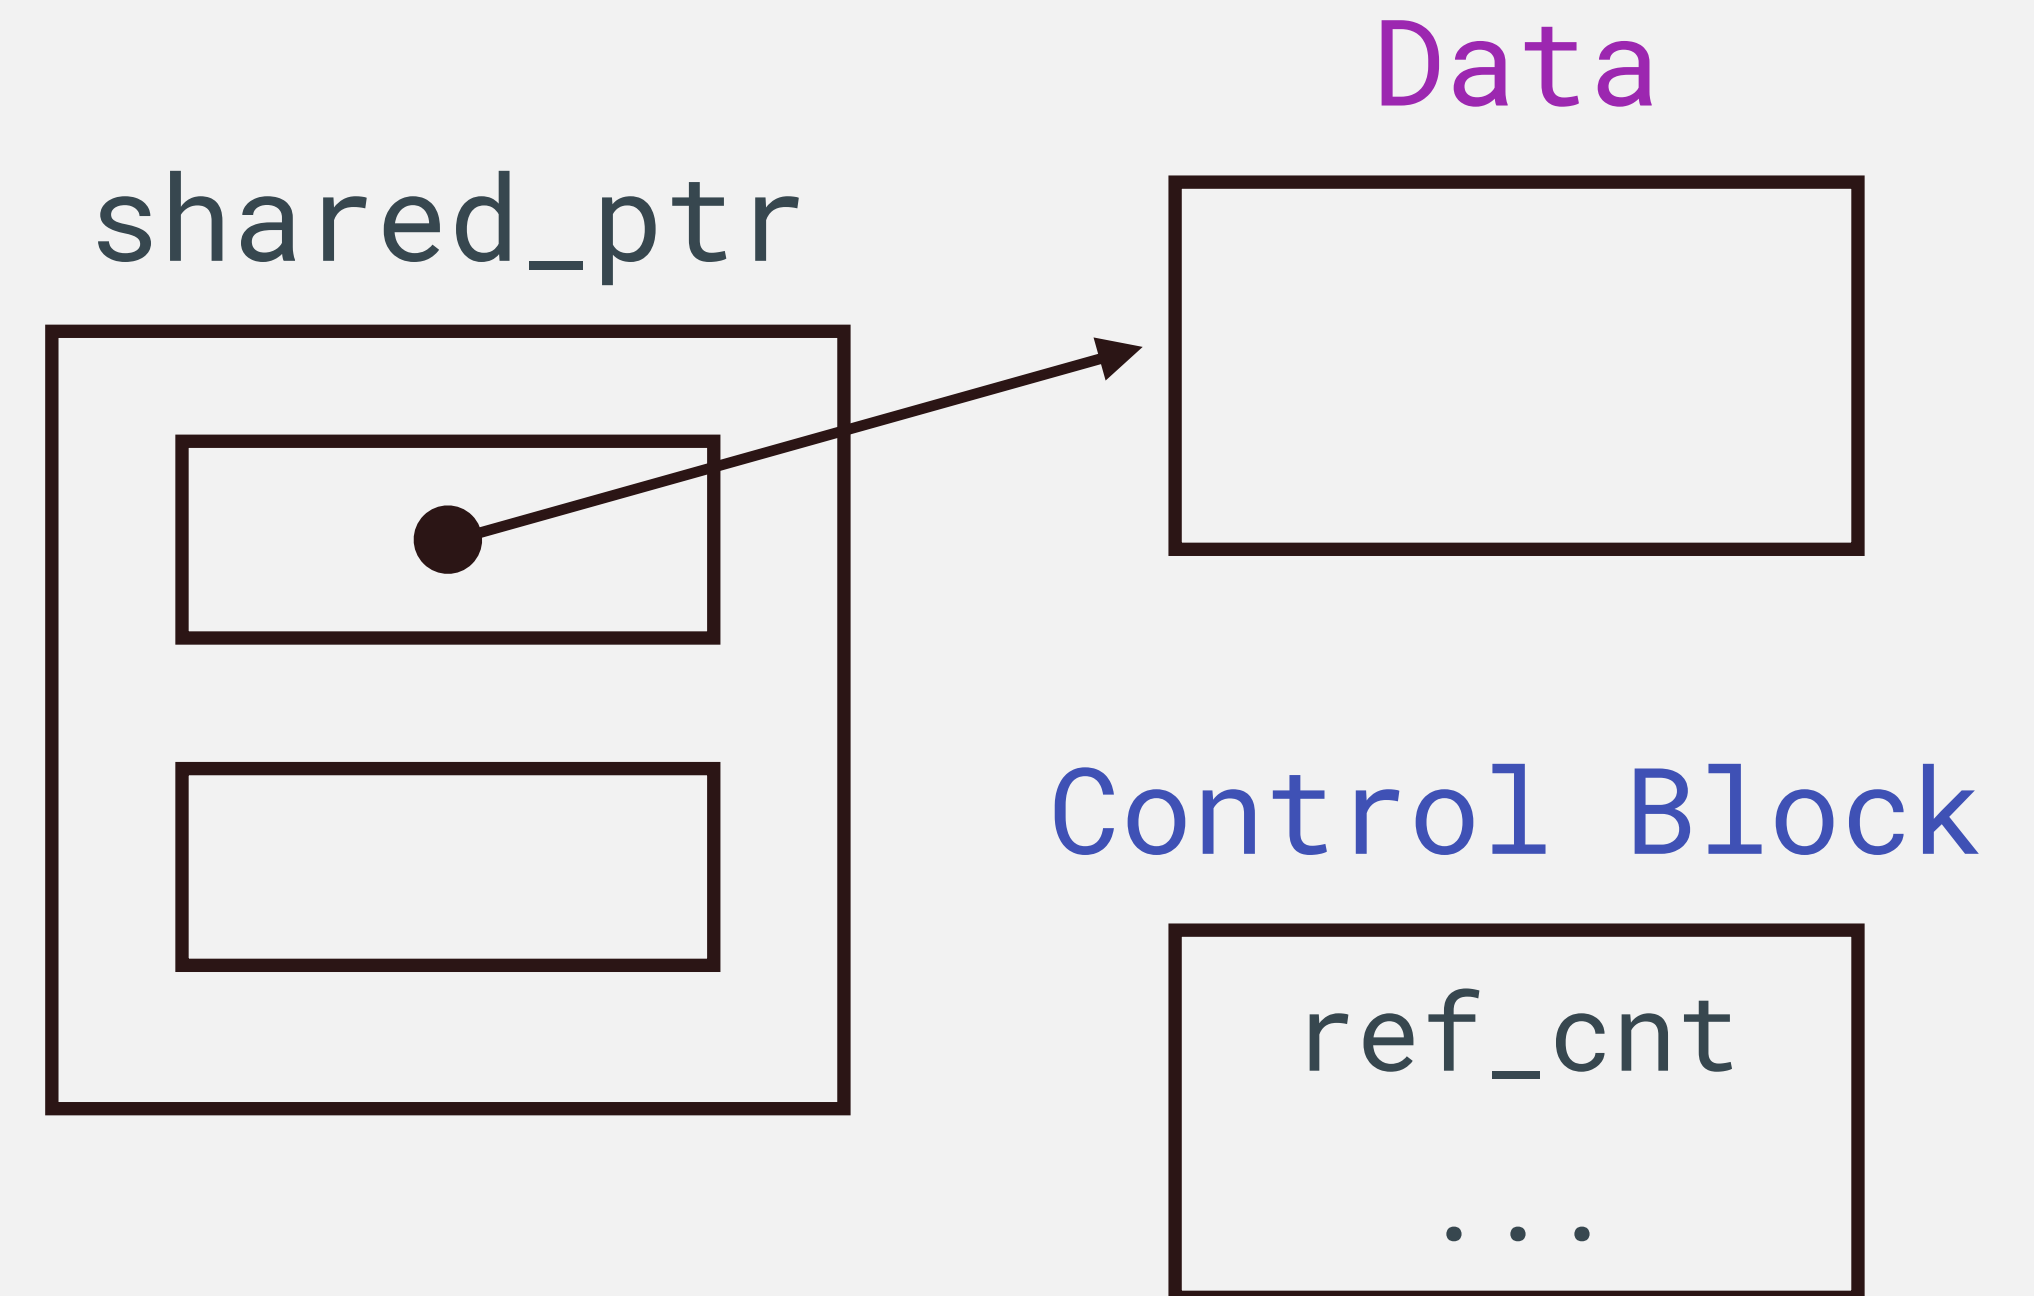 Data
shared_ptr
Control Block
ref_cnt
...